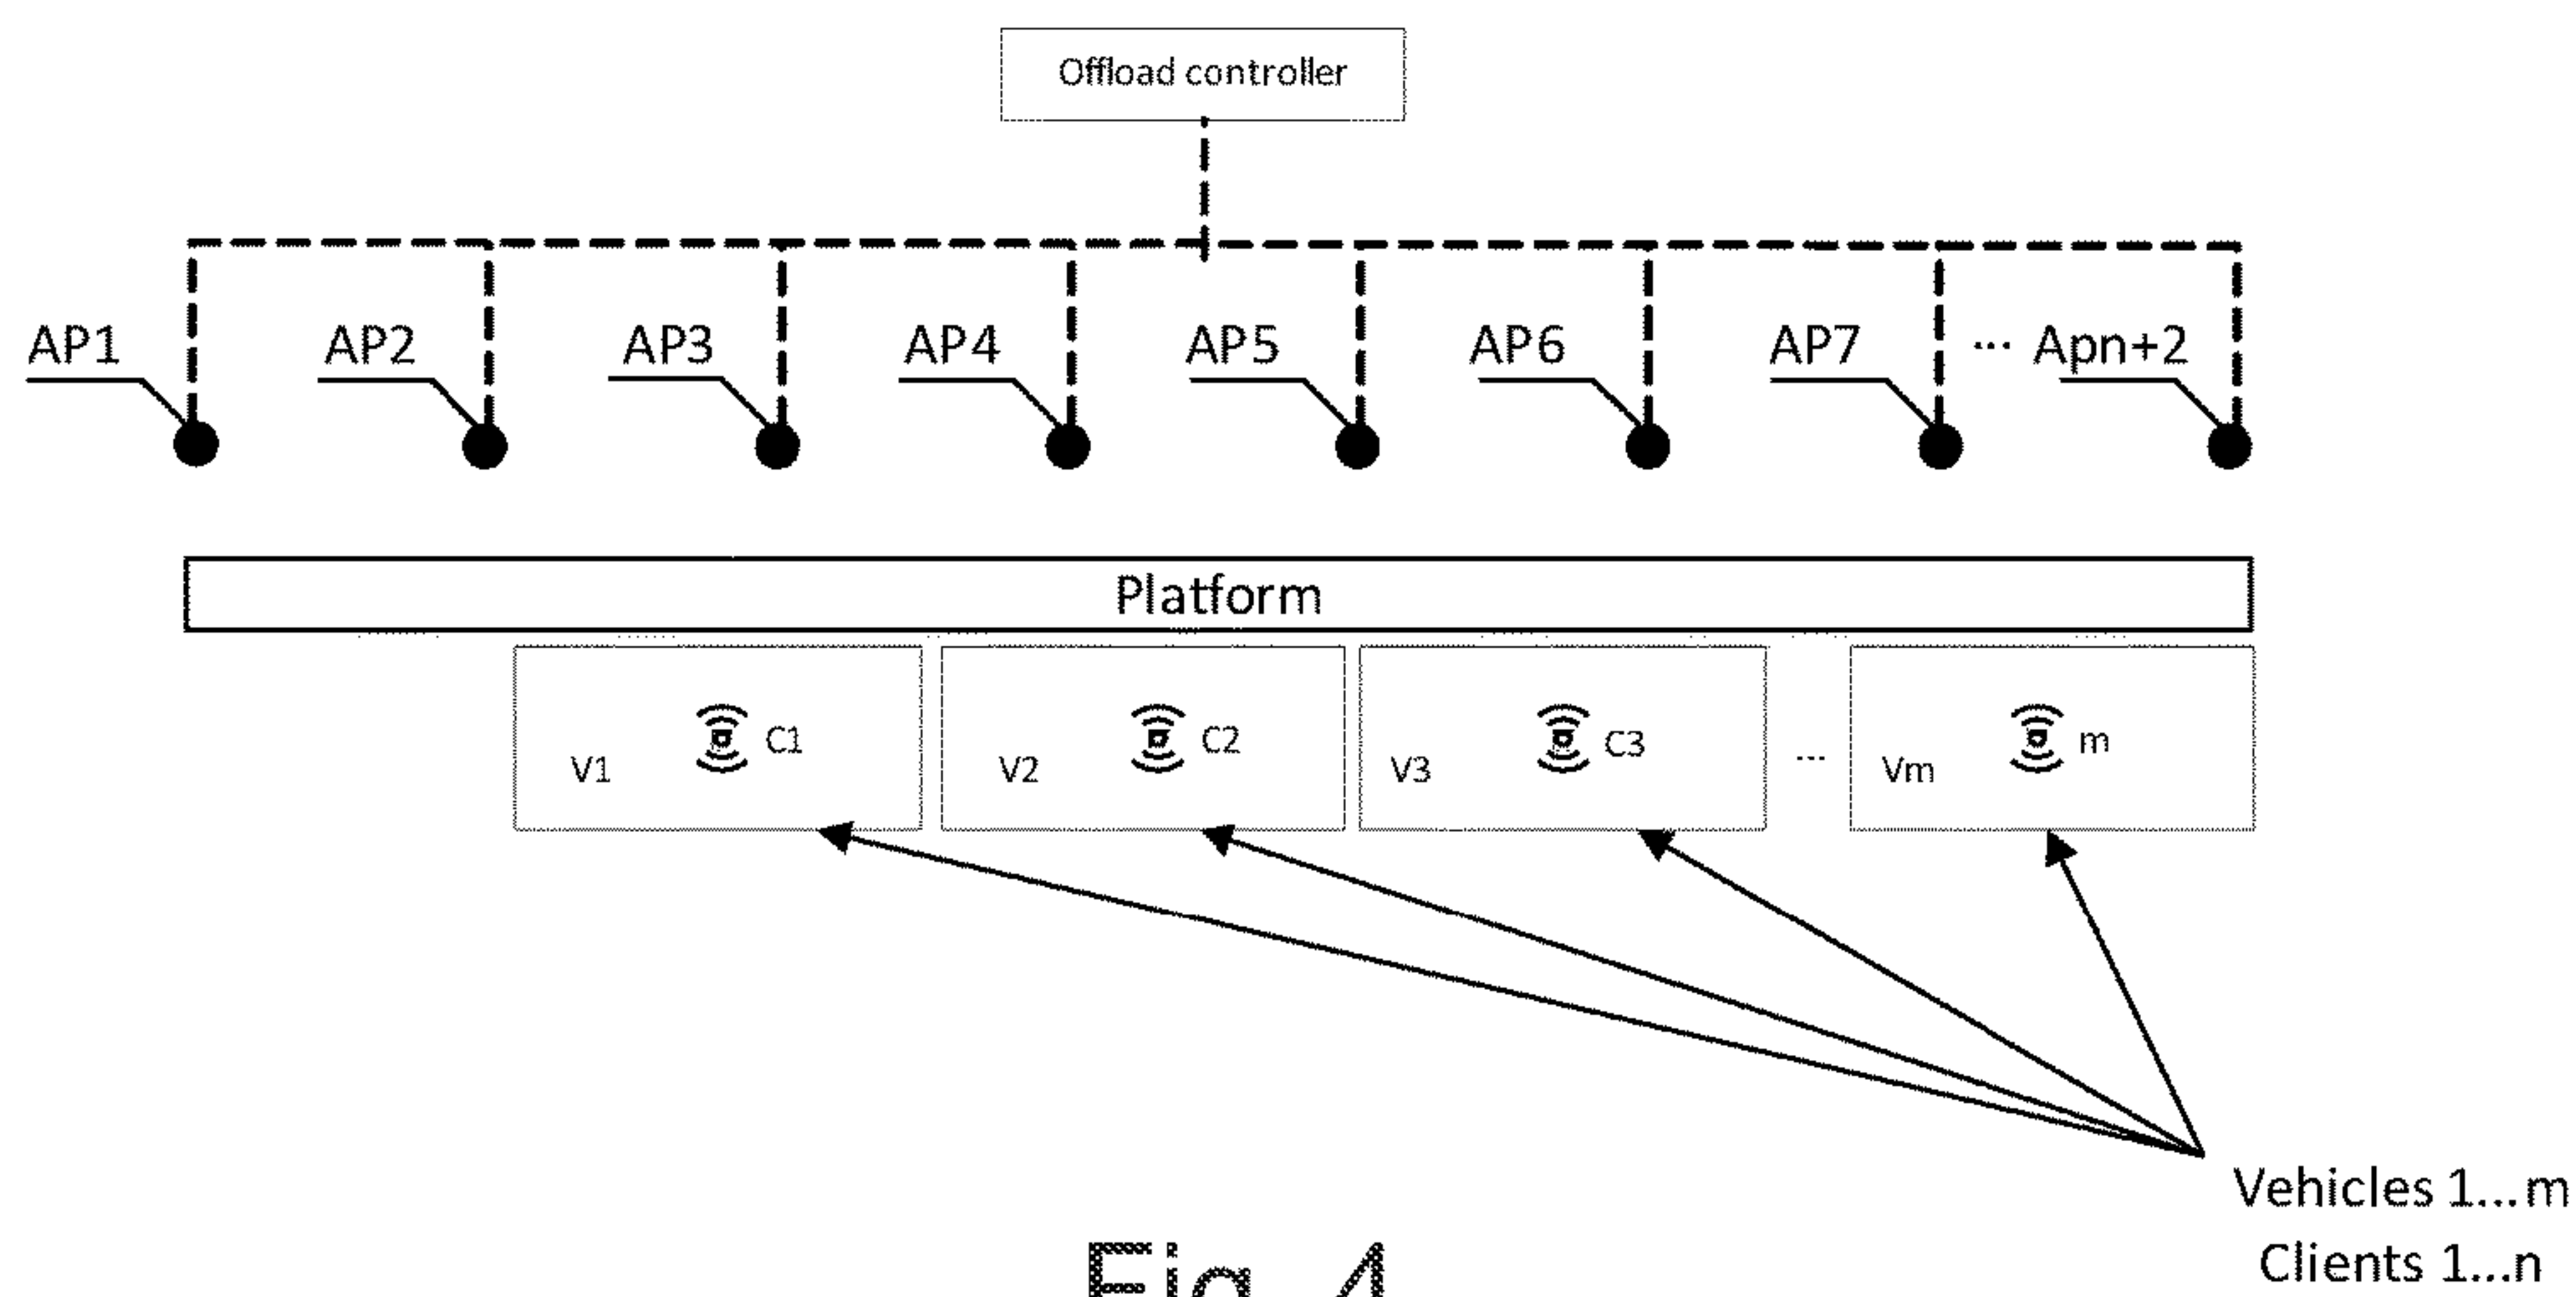 Offload controller
AP1 AP2 AP3 AP4 AP5 AP6 AP7 ... Apn+2
Platform
V1 C1 V2 C2 V3 C3 ... Vm m
Vehicles 1...m
Clients 1...n
Fig. 4